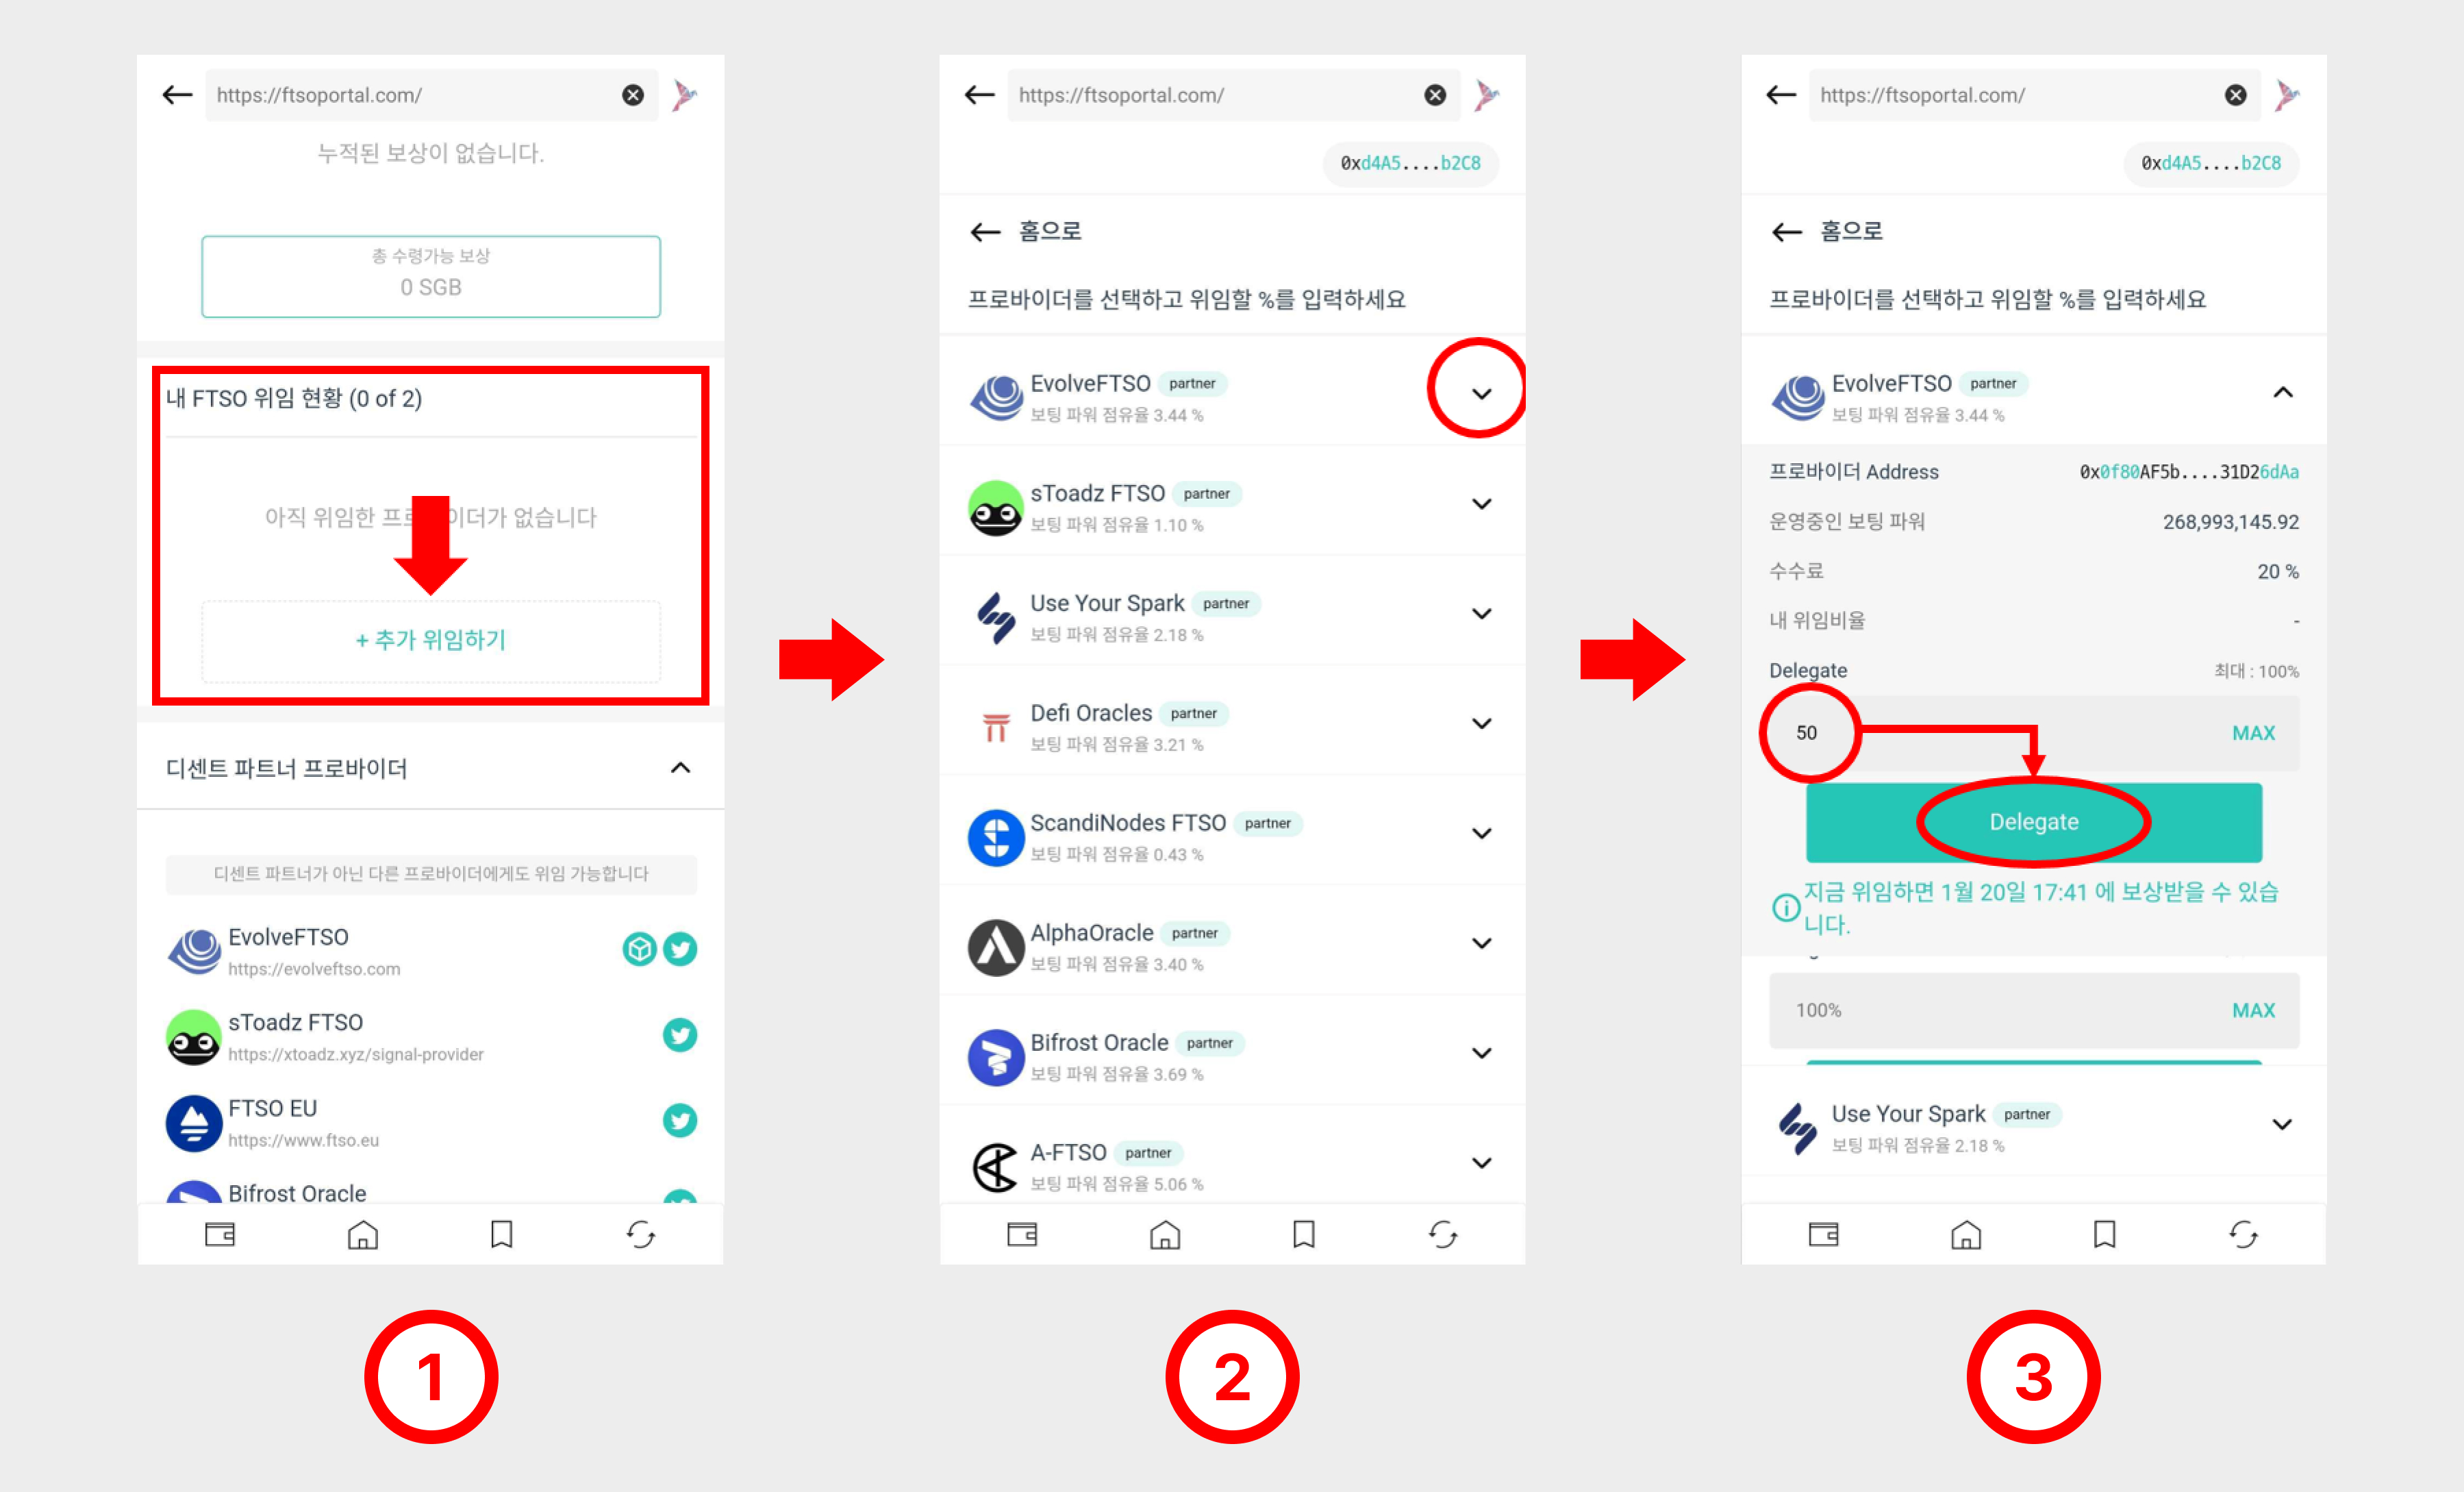 https://ftsoportal.com/
누적된 보상이 없습니다.
총 수령가능 보상
0 SGB
내 FTSO 위임 현황 (0 of 2)
아직 위임한 프로 이더가 없습니다
+ 추가 위임하기
디센트 파트너 프로바이더
디센트 파트너가 아닌 다른 프로바이더에게도 위임 가능합니다
EvolveFTSO
https://evolveftso.com
sToadz FTSO
https://xtoadz.xyz/signal-provider
FTSO EU
https://www.ftso.eu
Bifrost Oracle
1
https://ftsoportal.com/
0xd4A5....b2C8
홈으로
프로바이더를 선택하고 위임할 %를 입력하세요
EvolveFTSO partner
보팅 파워 점유율 3.44 %
sToadz FTSO partner
보팅 파워 점유율 1.10 %
Use Your Spark partner
보팅 파워 점유율 2.18 %
Defi Oracles partner
보팅 파워 점유율 3.21 %
ScandiNodes FTSO partner
보팅 파워 점유율 0.43 %
AlphaOracle partner
보팅 파워 점유율 3.40 %
Bifrost Oracle partner
보팅 파워 점유율 3.69 %
A-FTSO partner
보팅 파워 점유율 5.06 %
2
https://ftsoportal.com/
0xd4A5....b2C8
홈으로
프로바이더를 선택하고 위임할 %를 입력하세요
EvolveFTSO partner
보팅 파워 점유율 3.44 %
프로바이더 Address 0x0f80AF5b....31D26dAa
운영중인 보팅 파워 268,993,145.92
수수료 20 %
내 위임비율 -
Delegate 최대 : 100%
50 MAX
Delegate
지금 위임하면 1월 20일 17:41 에 보상받을 수 있습
니다.
100% MAX
Use Your Spark partner
보팅 파워 점유율 2.18 %
3